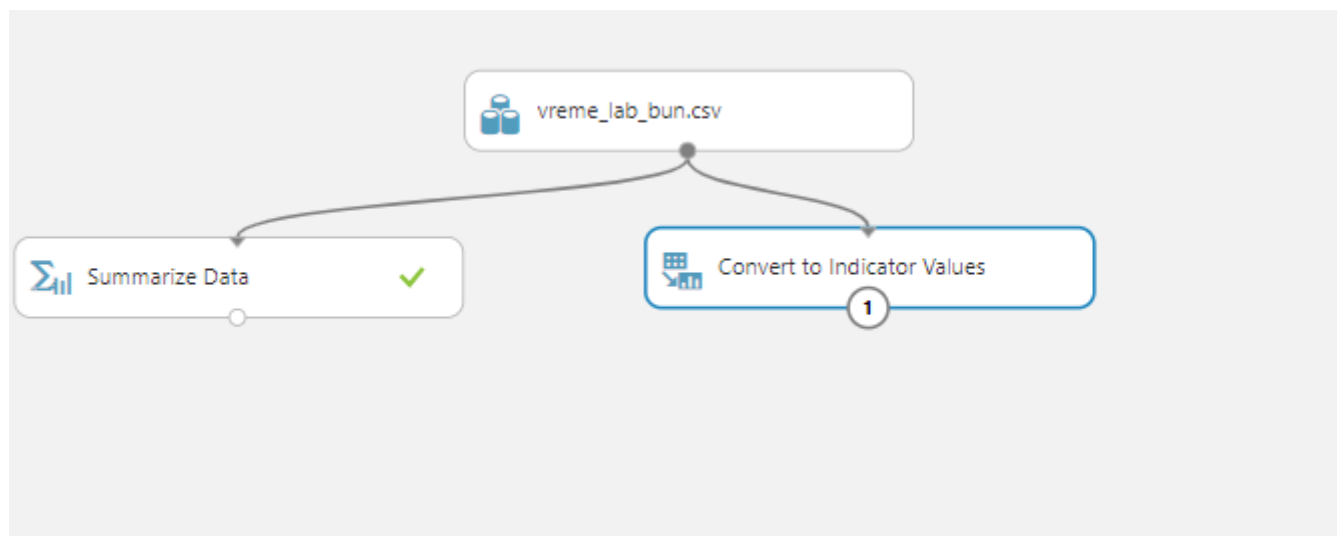 vreme_lab_bun.csv
Summarize Data
Convert to Indicator Values
1